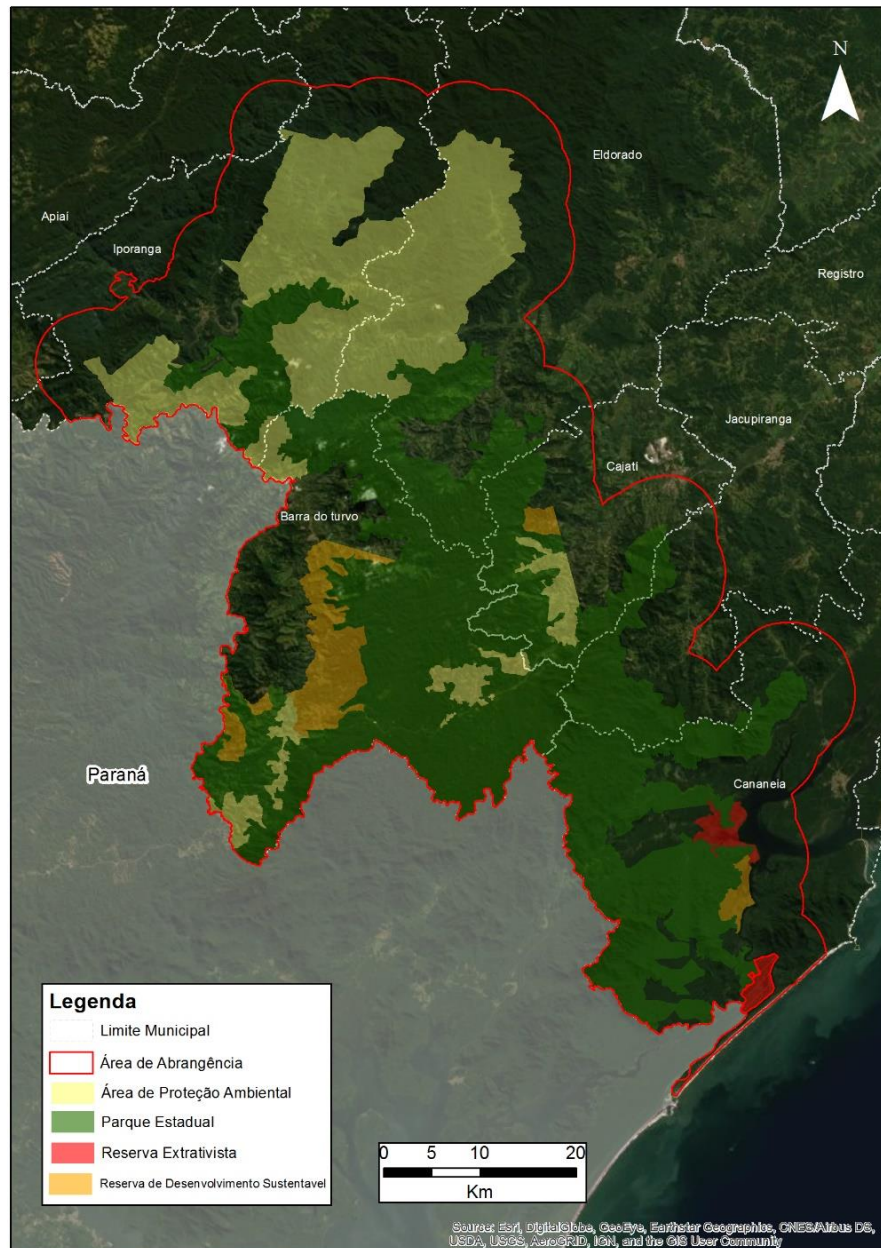 N
Eldorado
Apiaí
Iporanga
Registro
Jacupiranga
Cajati
Barra do turvo
Paraná
Cananeia
Legenda
Limite Municipal
Área de Abrangência
Área de Proteção Ambiental
Parque Estadual
Reserva Extrativista
Reserva de Desenvolvimento Sustentavel
0 5 10 20
Km
Source: Esri, DigitalGlobe, GeoEye, Earthstar Geographics, CNES/Airbus DS,
USDA, USGS, AeroGRID, IGN, and the GIS User Community